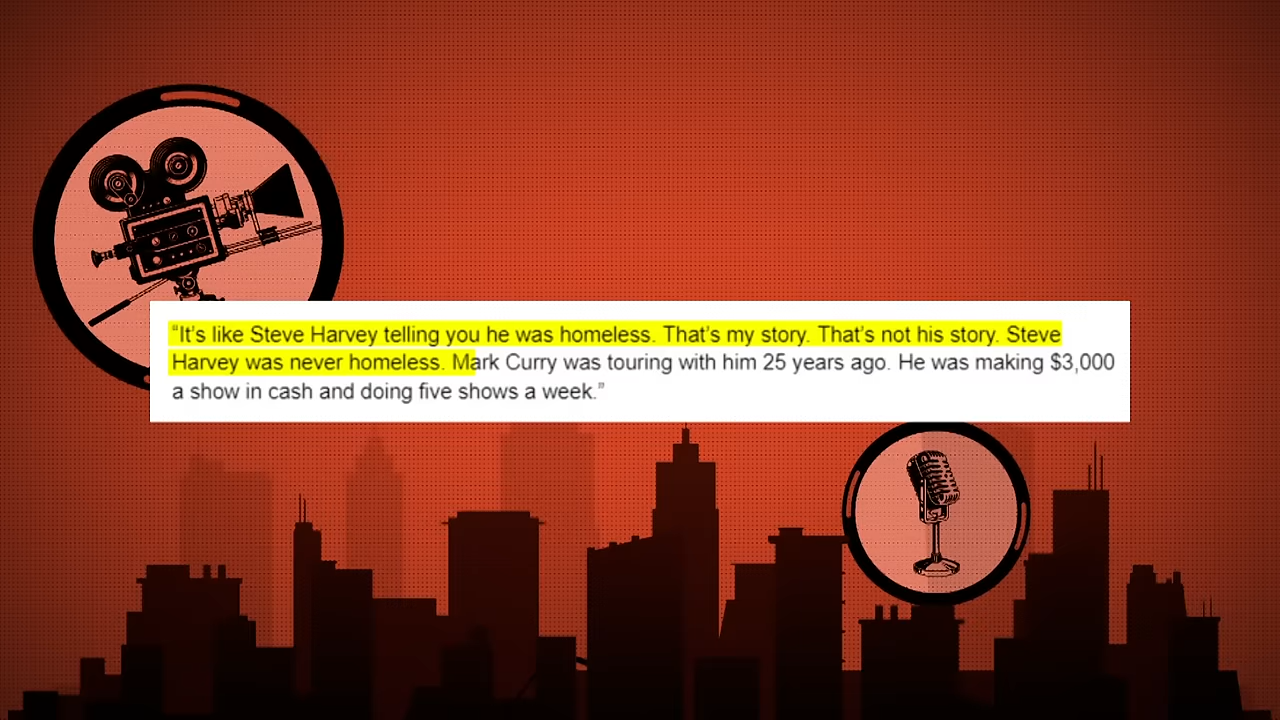 “It’s like Steve Harvey telling you he was homeless. That’s my story. That’s not his story. Steve
Harvey was never homeless. Mark Curry was touring with him 25 years ago. He was making $3,000
a show in cash and doing five shows a week.”